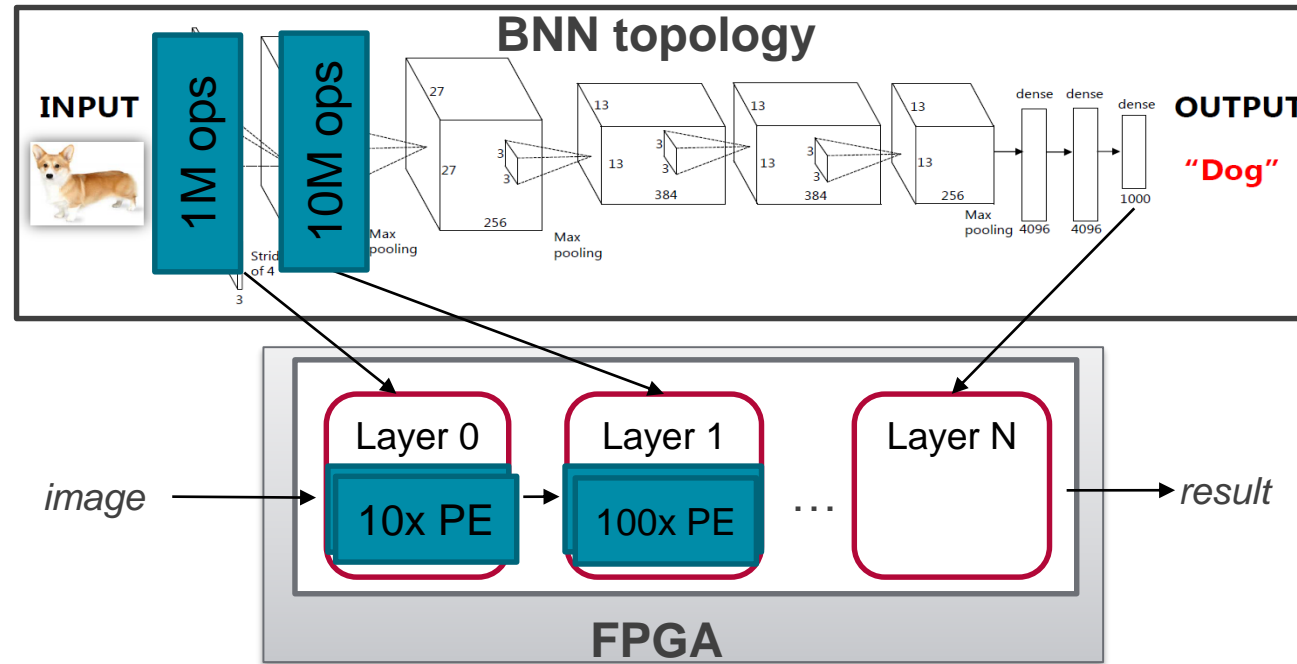 BNN topology
INPUT
1M ops
10M ops
Strid
of 4
3
Max
pooling
27
27
3
3
256
Max
pooling
13
13
3
3
384
13
13
3
3
384
13
13
256
Max
pooling
dense
dense
dense
4096
4096
1000
OUTPUT
“Dog”
image
Layer 0
10x PE
Layer 1
100x PE
...
Layer N
result
FPGA